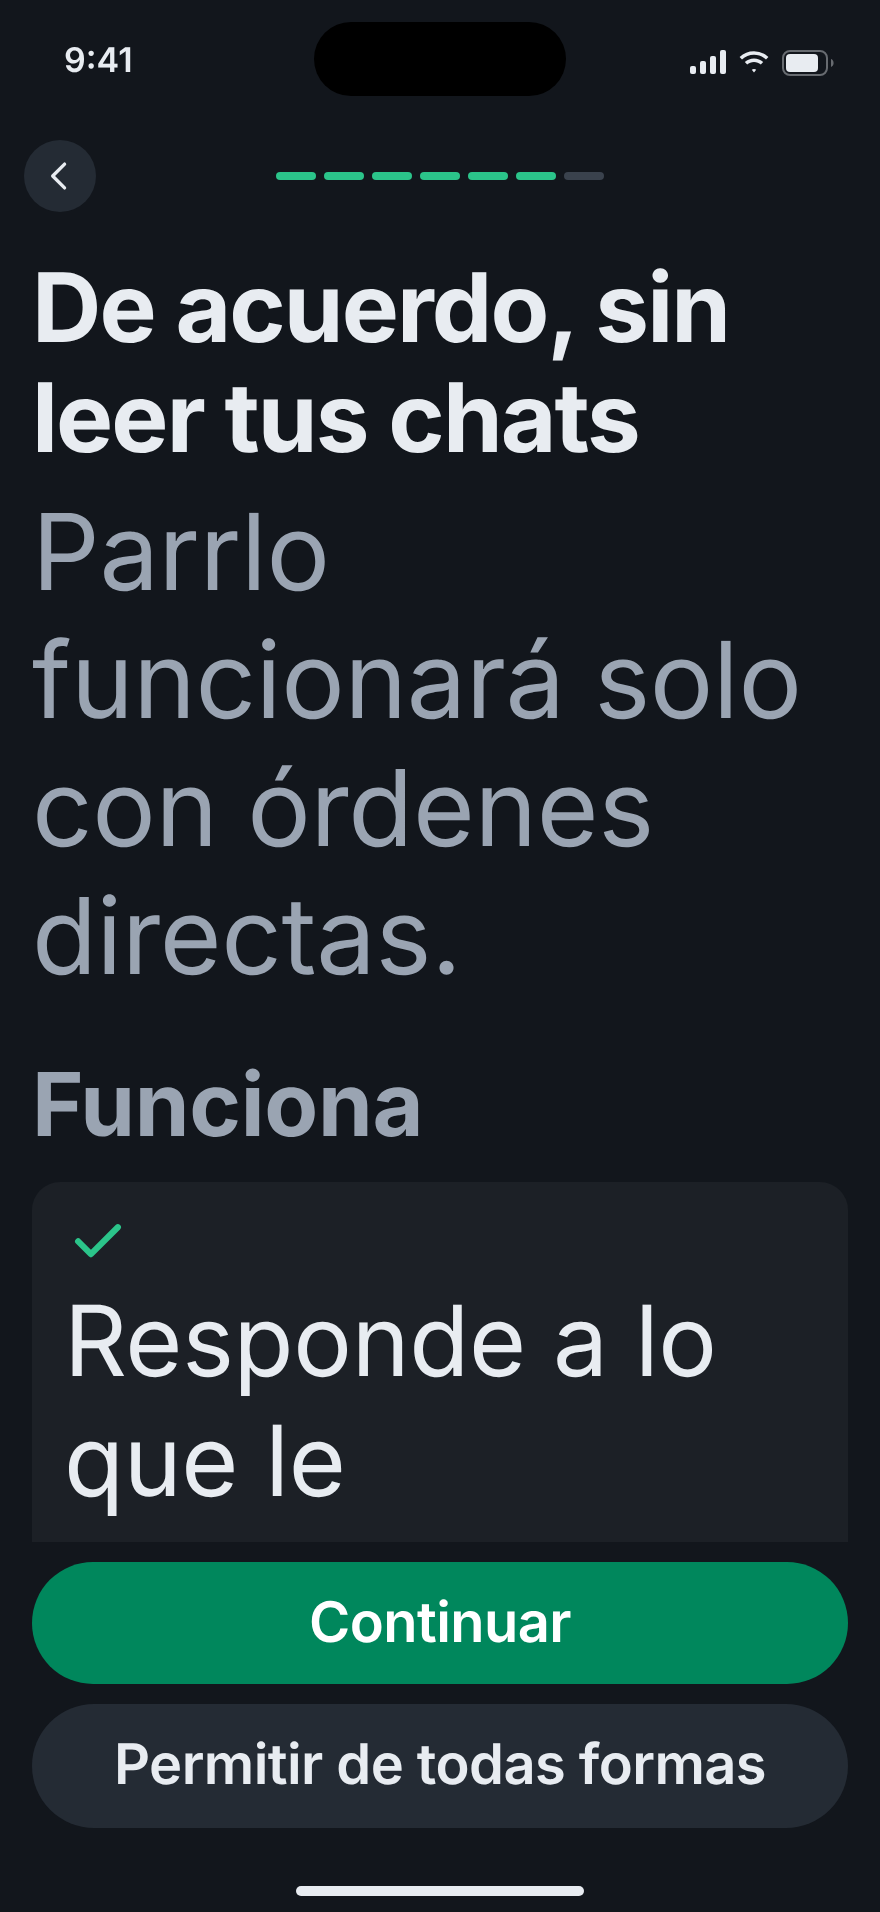 9:41
De acuerdo, sin
leer tus chats
Parrlo
funcionará solo
con órdenes
directas.
Funciona
Responde a lo
que le
Continuar
Permitir de todas formas